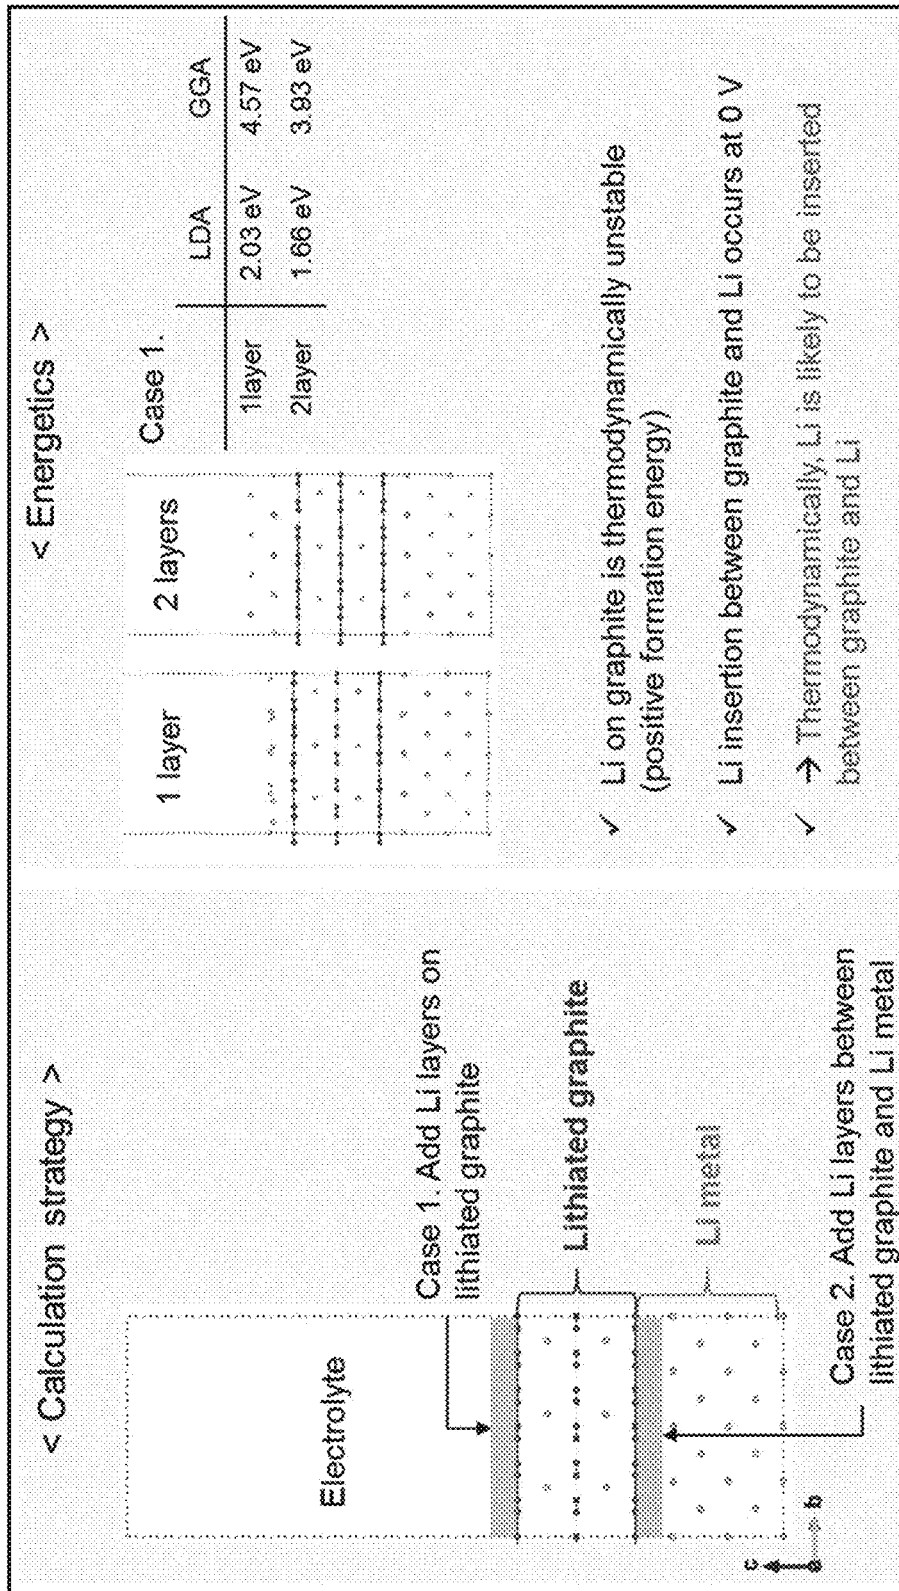 < Calculation strategy >
Electrolyte
Case 1. Add Li layers on
lithiated graphite
Lithiated graphite
Li metal
Case 2. Add Li layers between
lithiated graphite and Li metal
c
a
b
< Energetics >
1 layer
2 layers
Case 1.
LDA GGA
1layer 2.03 eV 4.57 eV
2layer 1.66 eV 3.93 eV
✓ Li on graphite is thermodynamically unstable
(positive formation energy)
✓ Li insertion between graphite and Li occurs at 0 V
✓ → Thermodynamically, Li is likely to be inserted
between graphite and Li